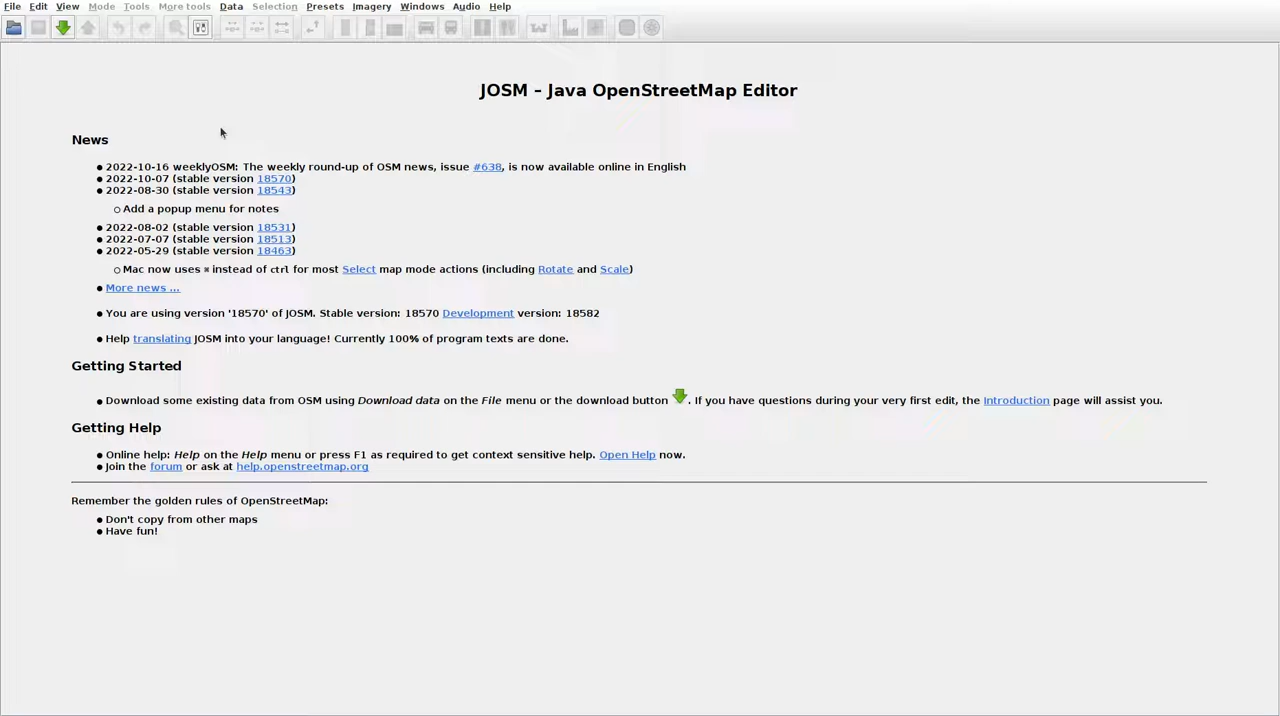 File Edit View Mode Tools More tools Data Selection Presets Imagery Windows Audio Help
JOSM – Java OpenStreetMap Editor
News
2022-10-16 weeklyOSM: The weekly round-up of OSM news, issue #638, is now available online in English
2022-10-07 (stable version 18570)
2022-08-30 (stable version 18543)
Add a popup menu for notes
2022-08-02 (stable version 18531)
2022-07-07 (stable version 18513)
2022-05-29 (stable version 18463)
Mac now uses ⌘ instead of ctrl for most Select map mode actions (including Rotate and Scale)
More news ...
You are using version '18570' of JOSM. Stable version: 18570 Development version: 18582
Help translating JOSM into your language! Currently 100% of program texts are done.
Getting Started
Download some existing data from OSM using Download data on the File menu or the download button . If you have questions during your very first edit, the Introduction page will assist you.
Getting Help
Online help: Help on the Help menu or press F1 as required to get context sensitive help. Open Help now.
Join the forum or ask at help.openstreetmap.org
Remember the golden rules of OpenStreetMap:
Don't copy from other maps
Have fun!